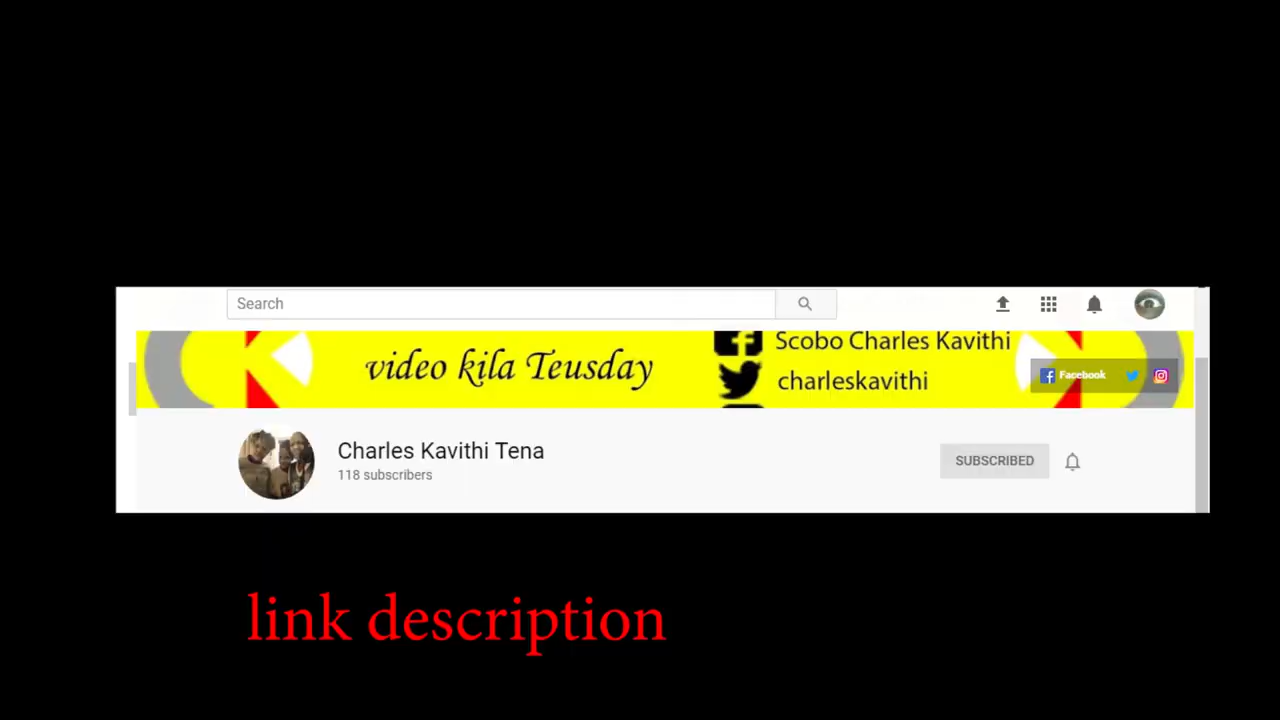 Search
video kila Teusday
Scobo Charles Kavithi
charleskavithi
Facebook
Charles Kavithi Tena
118 subscribers
SUBSCRIBED
link description